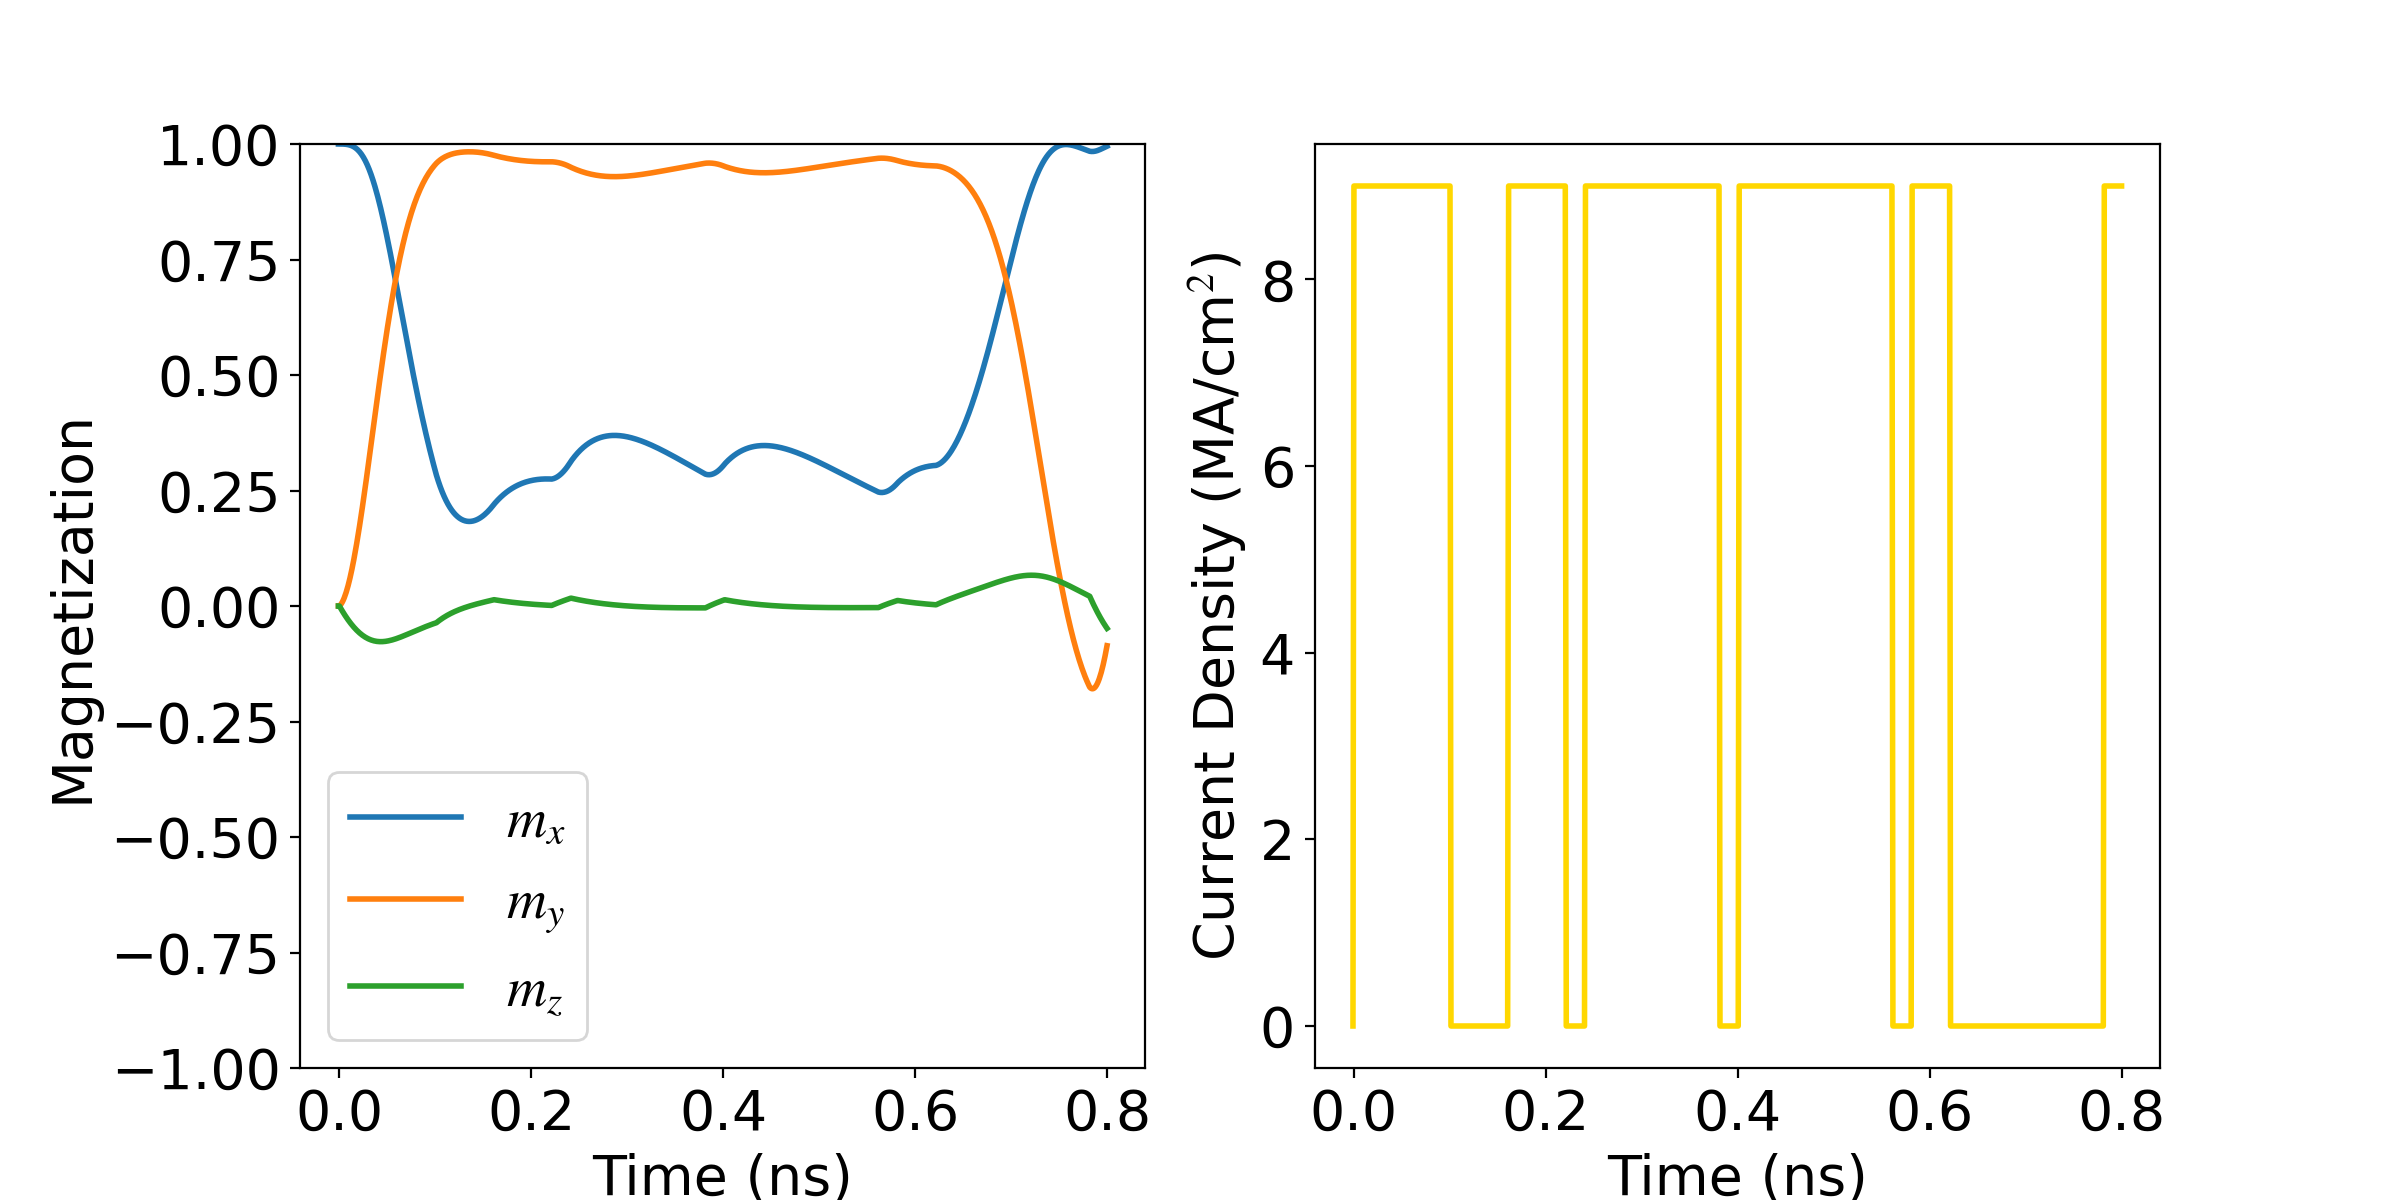 Magnetization
1.00
0.75
0.50
0.25
0.00
−0.25
−0.50
−0.75
−1.00
0.0 0.2 0.4 0.6 0.8
Time (ns)
m_x
m_y
m_z
Current Density (MA/cm²)
8
6
4
2
0
0.0 0.2 0.4 0.6 0.8
Time (ns)